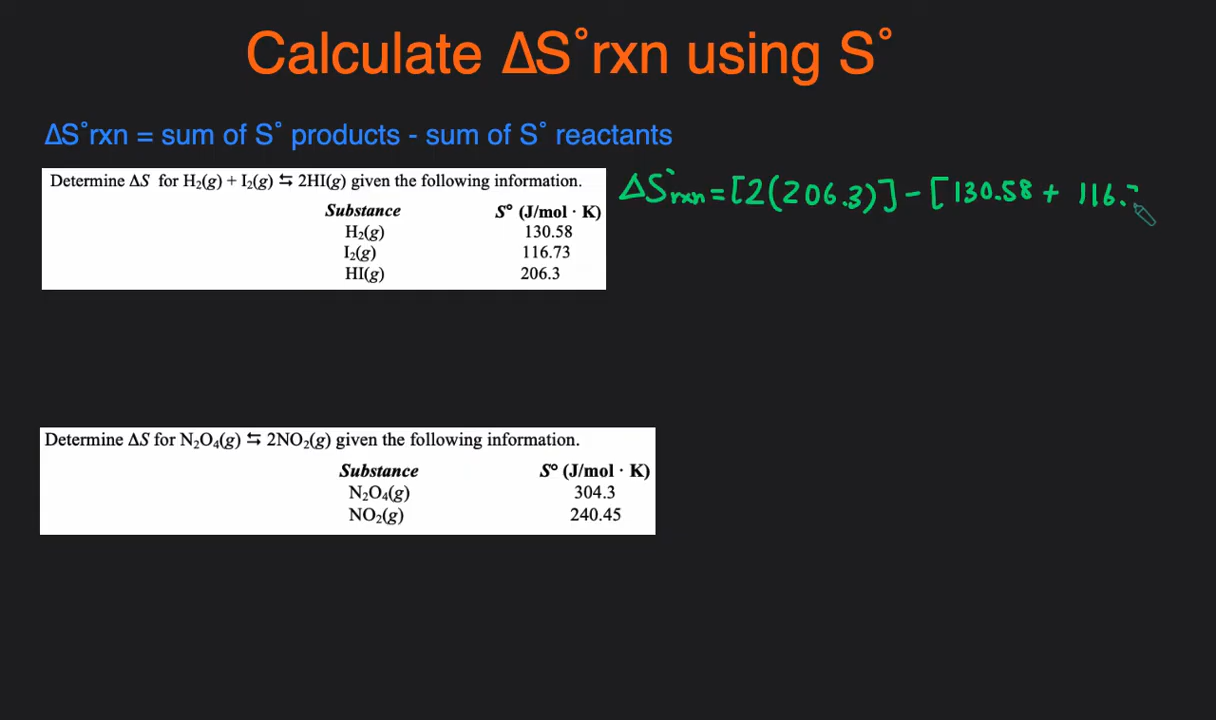 Calculate ΔS°rxn using S°
ΔS°rxn = sum of S° products - sum of S° reactants
Determine ΔS for H₂(g) + I₂(g) ⇆ 2HI(g) given the following information.
Substance S° (J/mol · K)
H₂(g) 130.58
I₂(g) 116.73
HI(g) 206.3
ΔS°rxn = [2(206.3)] - [130.58 + 116.
Determine ΔS for N₂O₄(g) ⇆ 2NO₂(g) given the following information.
Substance S° (J/mol · K)
N₂O₄(g) 304.3
NO₂(g) 240.45